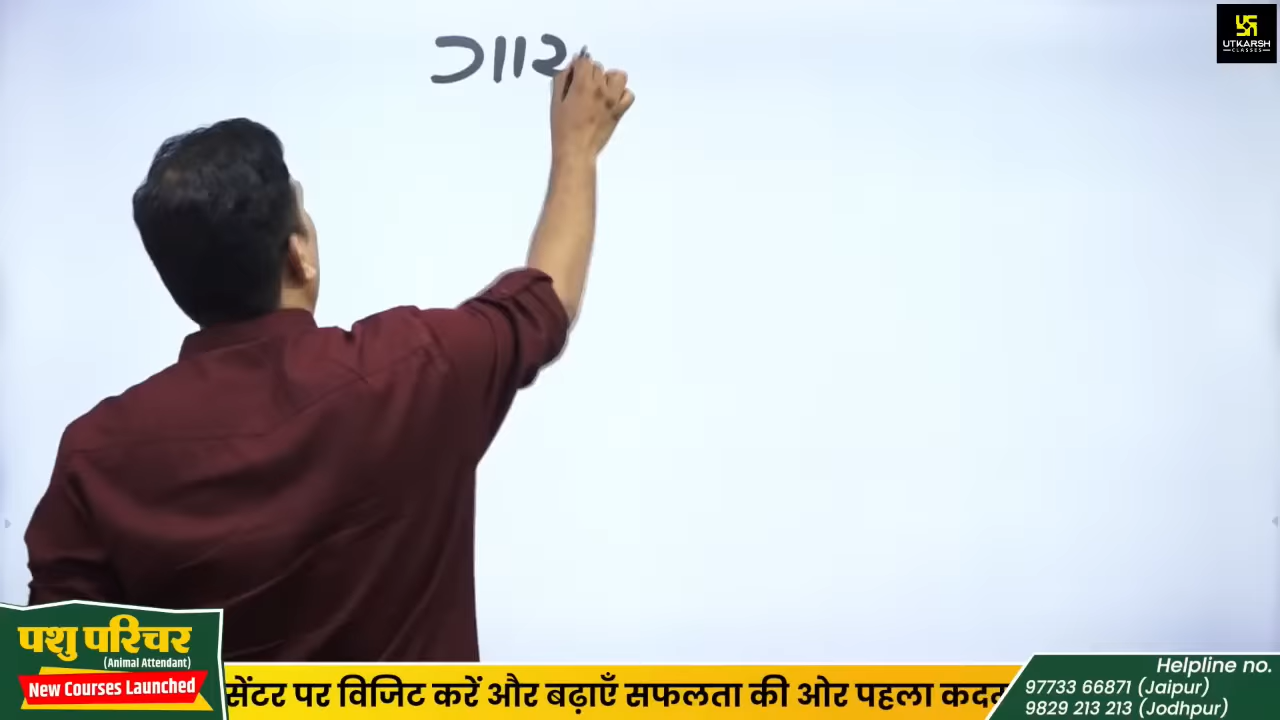 UTKARSH
CLASSES
पशु परिचर
(Animal Attendant)
New Courses Launched
सेंटर पर विजिट करें और बढ़ाएँ सफलता की ओर पहला
Helpline no.
97733 66871 (Jaipur)
9829 213 213 (Jodhpur)